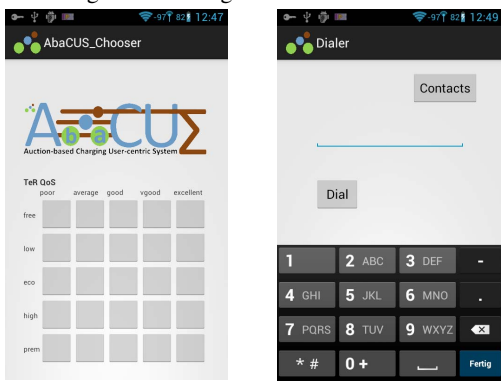 -97 82 12:47
AbaCUS_Chooser
AbaCUΣ
Auction-based Charging User-centric System
TeR QoS
poor average good vgood excellent
free
low
eco
high
prem
-97 82 12:49
Dialer
Contacts
Dial
1 2 ABC 3 DEF -
4 GHI 5 JKL 6 MNO .
7 PQRS 8 TUV 9 WXYZ
* # 0 + Fertig